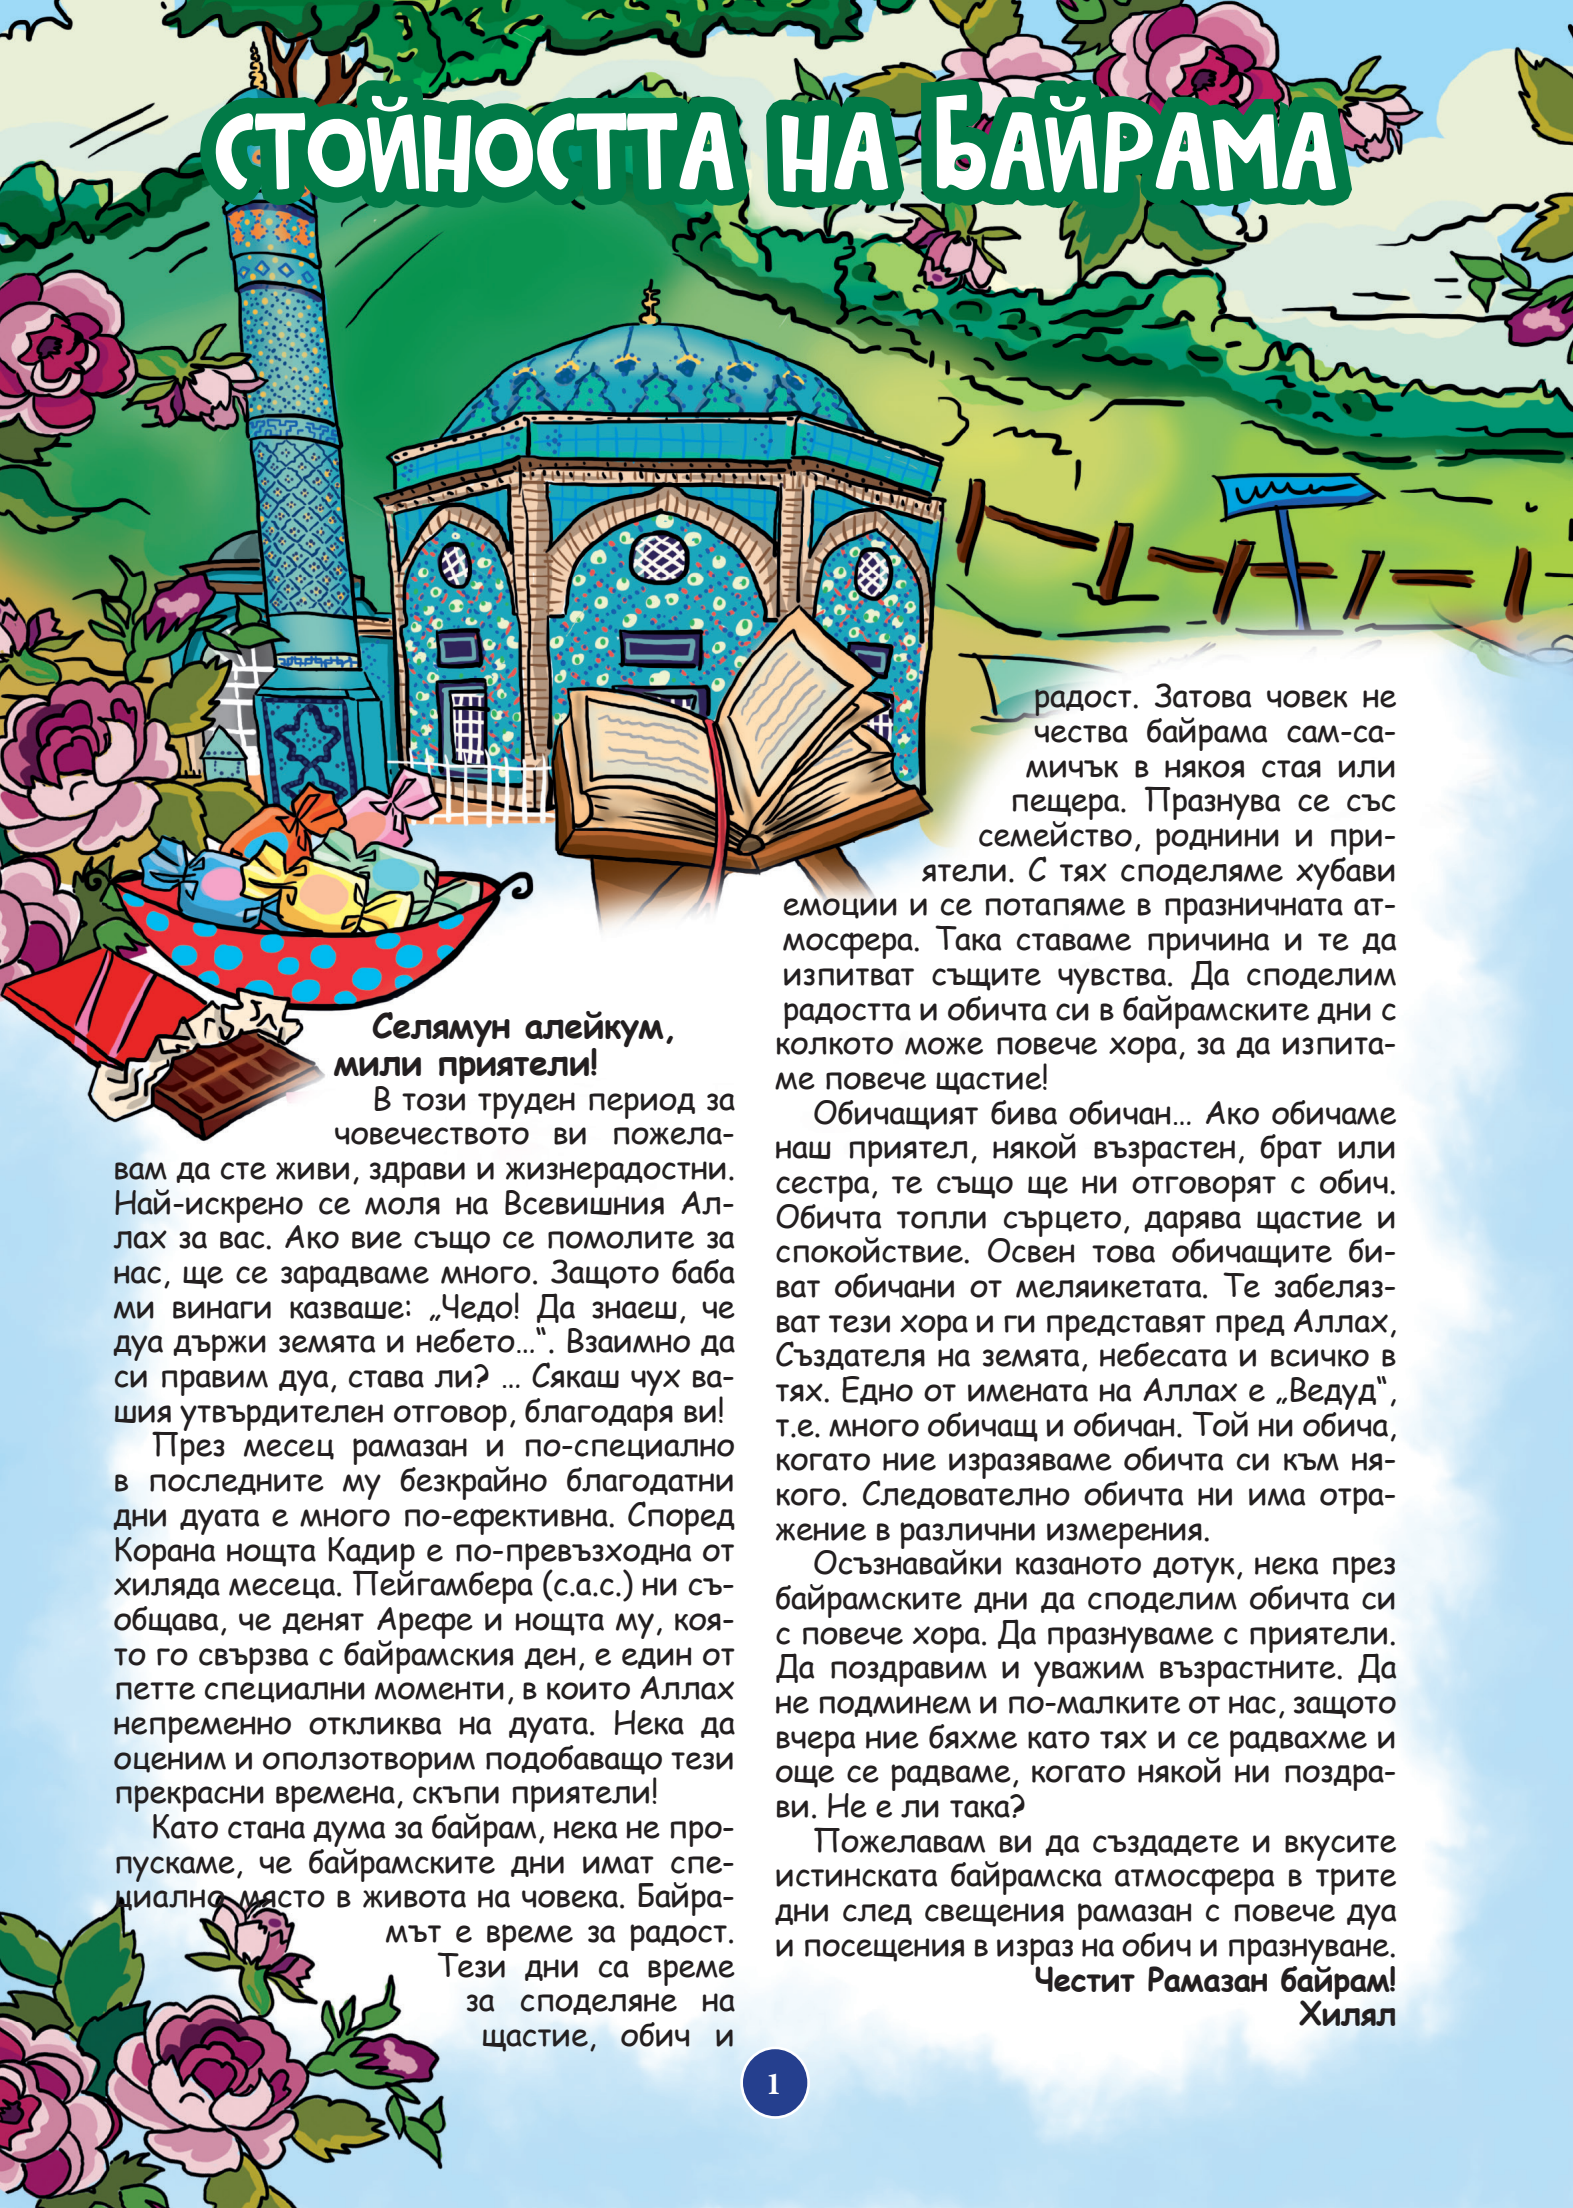 СТОЙНОСТТА НА БАЙРАМА
Селямун алейкум,
мили приятели!
В този труден период за
човечеството ви пожела-
вам да сте живи, здрави и жизнерадостни.
Най-искрено се моля на Всевишния Ал-
лах за вас. Ако вие също се помолите за
нас, ще се зарадваме много. Защото баба
ми винаги казваше: „Чедо! Да знаеш, че
дуа държи земята и небето...“. Взаимно да
си правим дуа, става ли? ... Сякаш чух ва-
шия утвърдителен отговор, благодаря ви!
През месец рамазан и по-специално
в последните му безкрайно благодатни
дни дуата е много по-ефективна. Според
Корана нощта Кадир е по-превъзходна от
хиляда месеца. Пейгамбера (с.а.с.) ни съ-
общава, че денят Арефе и нощта му, коя-
то го свързва с байрамския ден, е един от
петте специални моменти, в които Аллах
непременно откликва на дуата. Нека да
оценим и оползотворим подобаващо тези
прекрасни времена, скъпи приятели!
Като стана дума за байрам, нека не про-
пускаме, че байрамските дни имат спе-
циално място в живота на човека. Байра-
мът е време за радост.
Тези дни са време
за споделяне на
щастие, обич и
радост. Затова човек не
чества байрама сам-са-
мичък в някоя стая или
пещера. Празнува се със
семейство, роднини и при-
ятели. С тях споделяме хубави
емоции и се потапяме в празничната ат-
мосфера. Така ставаме причина и те да
изпитват същите чувства. Да споделим
радостта и обичта си в байрамските дни с
колкото може повече хора, за да изпита-
ме повече щастие!
Обичащият бива обичан... Ако обичаме
наш приятел, някой възрастен, брат или
сестра, те също ще ни отговорят с обич.
Обичта топли сърцето, дарява щастие и
спокойствие. Освен това обичащите би-
ват обичани от меляикетата. Те забеляз-
ват тези хора и ги представят пред Аллах,
Създателя на земята, небесата и всичко в
тях. Едно от имената на Аллах е „Ведуд“,
т.е. много обичащ и обичан. Той ни обича,
когато ние изразяваме обичта си към ня-
кого. Следователно обичта ни има отра-
жение в различни измерения.
Осъзнавайки казаното дотук, нека през
байрамските дни да споделим обичта си
с повече хора. Да празнуваме с приятели.
Да поздравим и уважим възрастните. Да
не подминем и по-малките от нас, защото
вчера ние бяхме като тях и се радвахме и
още се радваме, когато някой ни поздра-
ви. Не е ли така?
Пожелавам ви да създадете и вкусите
истинската байрамска атмосфера в трите
дни след свещения рамазан с повече дуа
и посещения в израз на обич и празнуване.
Честит Рамазан байрам!
Хилял
1